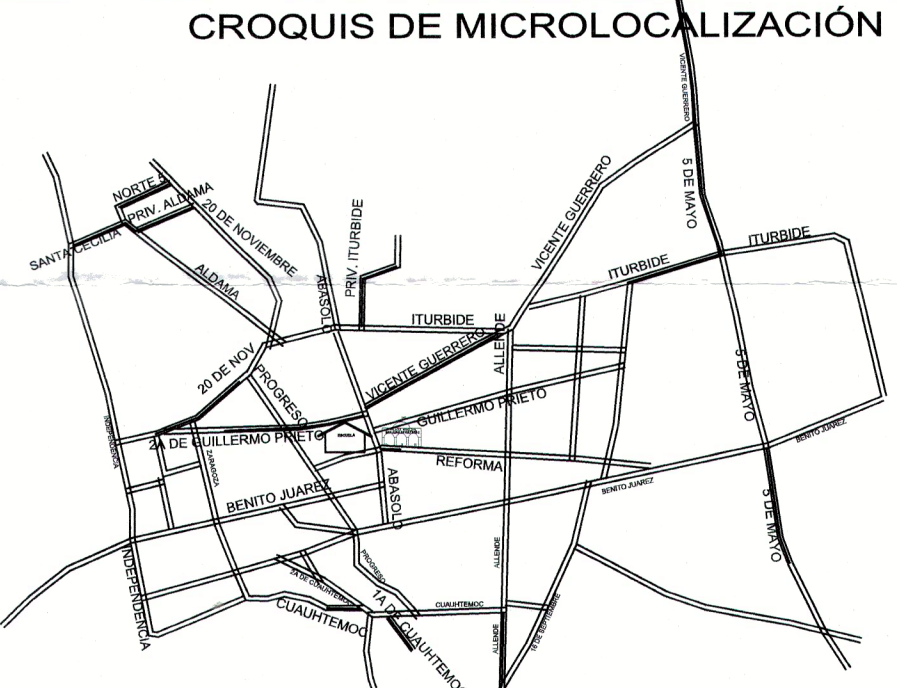 CROQUIS DE MICROLOCALIZACIÓN
VICENTE GUERRERO
5 DE MAYO
NORTE 5
PRIV. ALDAMA
SANTA CECILIA
20 DE NOVIEMBRE
ALDAMA
ABASOLO
PRIV. ITURBIDE
VICENTE GUERRERO
ITURBIDE
ITURBIDE
ITURBIDE
ALLENDE
20 DE NOV
PROGRESO
VICENTE GUERRERO
5 DE MAYO
GUILLERMO PRIETO
INDEPENDENCIA
2A DE GUILLERMO PRIETO
ESCUELA
BENITO JUAREZ
ZARAGOZA
REFORMA
ABASOLO
BENITO JUAREZ
BENITO JUAREZ
5 DE MAYO
INDEPENDENCIA
ALLENDE
PROGRESO
2A DE CUAUHTEMOC
1A DE CUAUHTEMOC
CUAUHTEMOC
CUAUHTEMOC
ALLENDE
16 DE SEPTIEMBRE